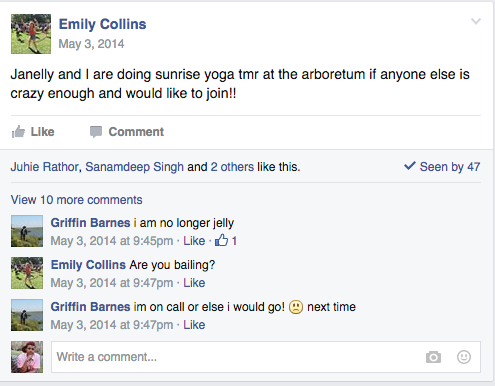 Emily Collins
May 3, 2014
Janelly and I are doing sunrise yoga tmr at the arboretum if anyone else is
crazy enough and would like to join!!
Like Comment
Juhie Rathor, Sanamdeep Singh and 2 others like this. Seen by 47
View 10 more comments
Griffin Barnes i am no longer jelly
May 3, 2014 at 9:45pm · Like · 1
Emily Collins Are you bailing?
May 3, 2014 at 9:47pm · Like
Griffin Barnes im on call or else i would go! next time
May 3, 2014 at 9:47pm · Like
Write a comment...